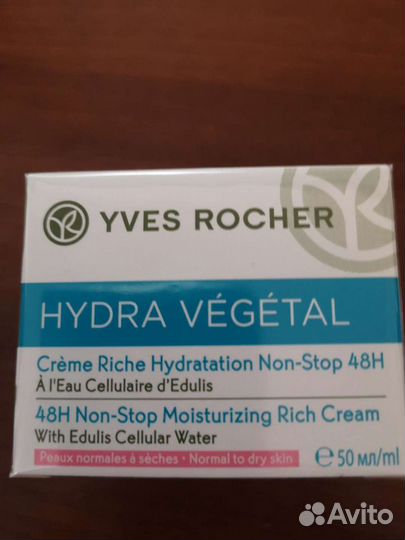 YVES ROCHER
HYDRA VÉGÉTAL
Crème Riche Hydratation Non-Stop 48H
À l'Eau Cellulaire d'Edulis
48H Non-Stop Moisturizing Rich Cream
With Edulis Cellular Water
Peaux normales à sèches • Normal to dry skin
℮ 50 мл/ml
Avito